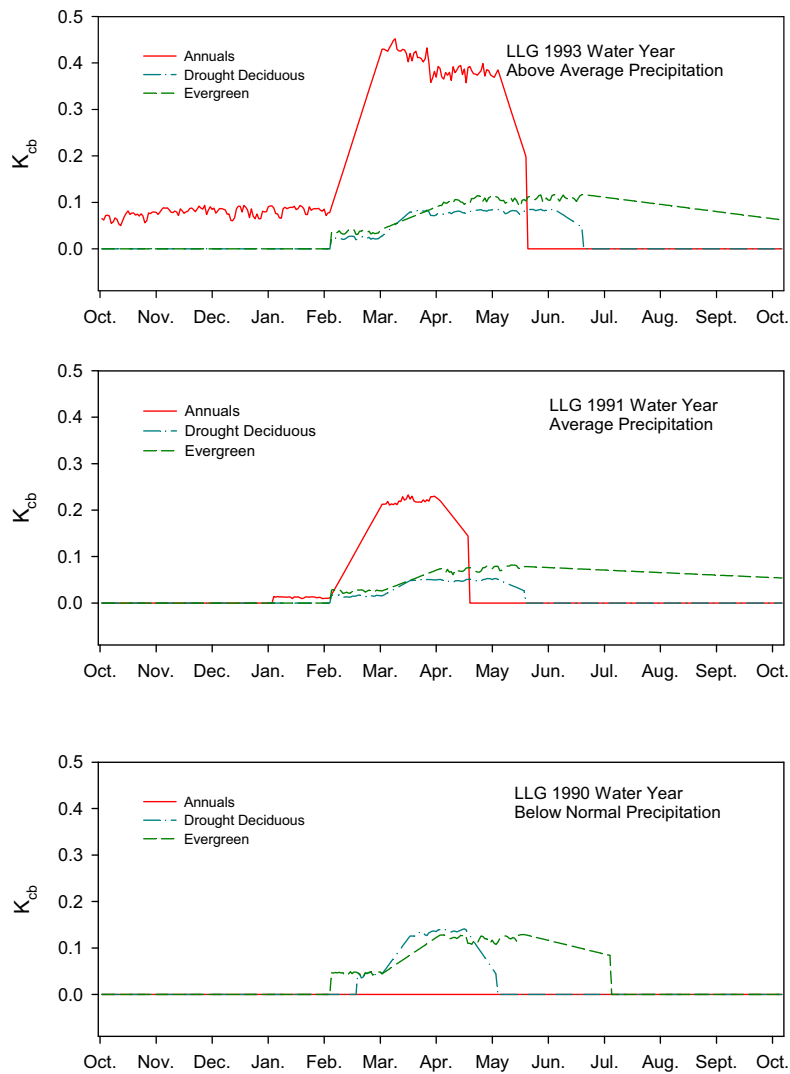 0.5
LLG 1993 Water Year
Above Average Precipitation
Annuals
Drought Deciduous
Evergreen
0.4
0.3
0.2
0.1
0.0
Kcb
Oct. Nov. Dec. Jan. Feb. Mar. Apr. May Jun. Jul. Aug. Sept. Oct.
0.5
LLG 1991 Water Year
Average Precipitation
Annuals
Drought Deciduous
Evergreen
0.4
0.3
0.2
0.1
0.0
Kcb
Oct. Nov. Dec. Jan. Feb. Mar. Apr. May Jun. Jul. Aug. Sept. Oct.
0.5
LLG 1990 Water Year
Below Normal Precipitation
Annuals
Drought Deciduous
Evergreen
0.4
0.3
0.2
0.1
0.0
Kcb
Oct. Nov. Dec. Jan. Feb. Mar. Apr. May Jun. Jul. Aug. Sept. Oct.